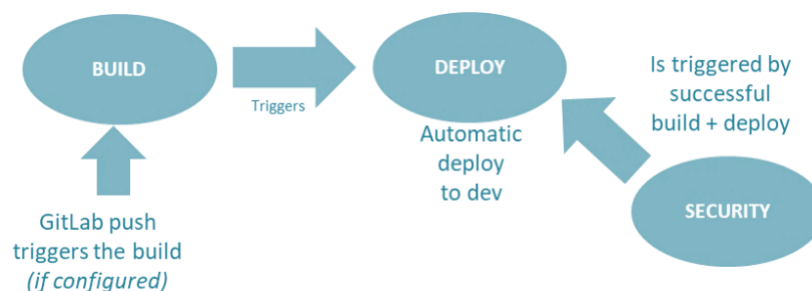 BUILD
Triggers
DEPLOY
Automatic
deploy
to dev
Is triggered by
successful
build + deploy
SECURITY
GitLab push
triggers the build
(if configured)